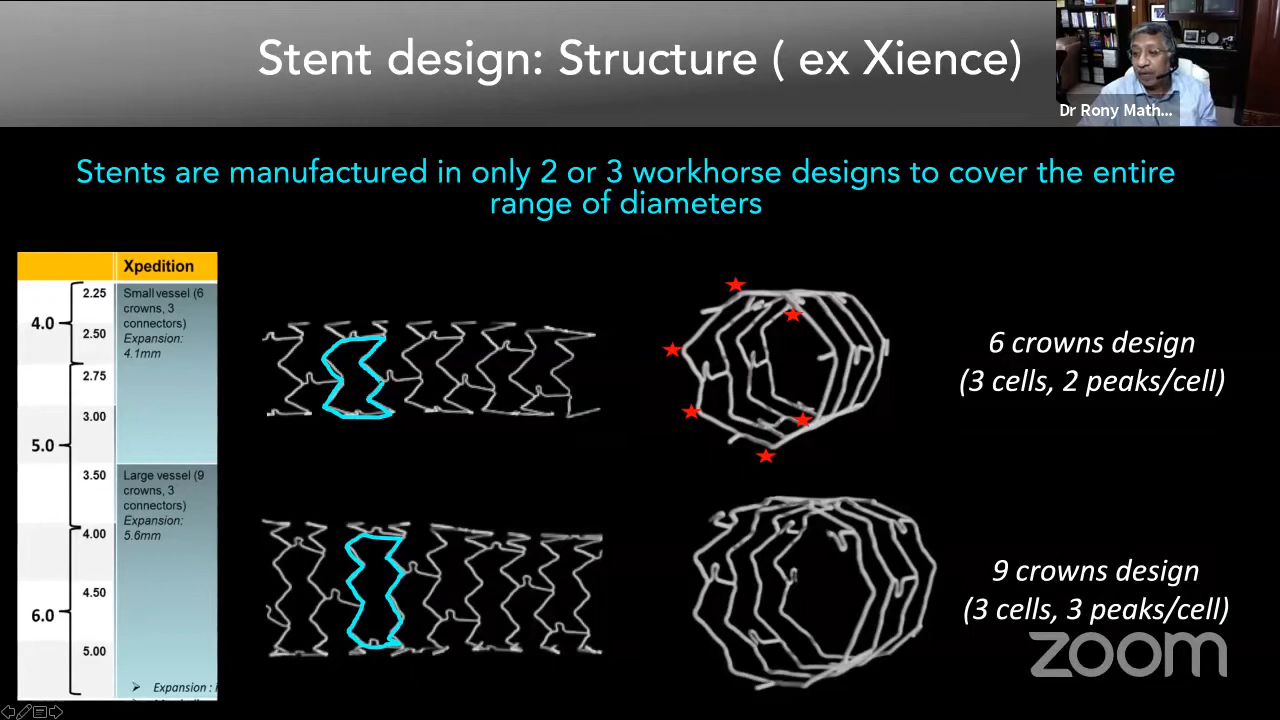 Stent design: Structure ( ex Xience)
Dr Rony Math...
Stents are manufactured in only 2 or 3 workhorse designs to cover the entire
range of diameters
Xpedition
4.0
2.25
2.50
Small vessel (6
crowns, 3
connectors)
Expansion:
4.1mm
5.0
2.75
3.00
3.50
Large vessel (9
crowns, 3
connectors)
Expansion:
5.6mm
6.0
4.00
4.50
5.00
➢ Expansion : i
6 crowns design
(3 cells, 2 peaks/cell)
9 crowns design
(3 cells, 3 peaks/cell)
zoom